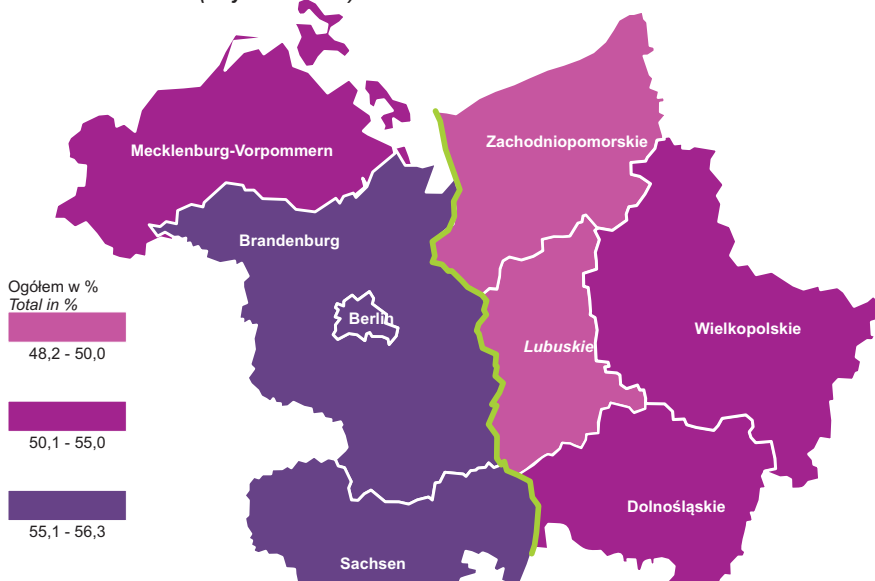 Mecklenburg-Vorpommern
Zachodniopomorskie
Brandenburg
Berlin
Lubuskie
Wielkopolskie
Dolnośląskie
Sachsen
Ogółem w %
Total in %
48,2 - 50,0
50,1 - 55,0
55,1 - 56,3